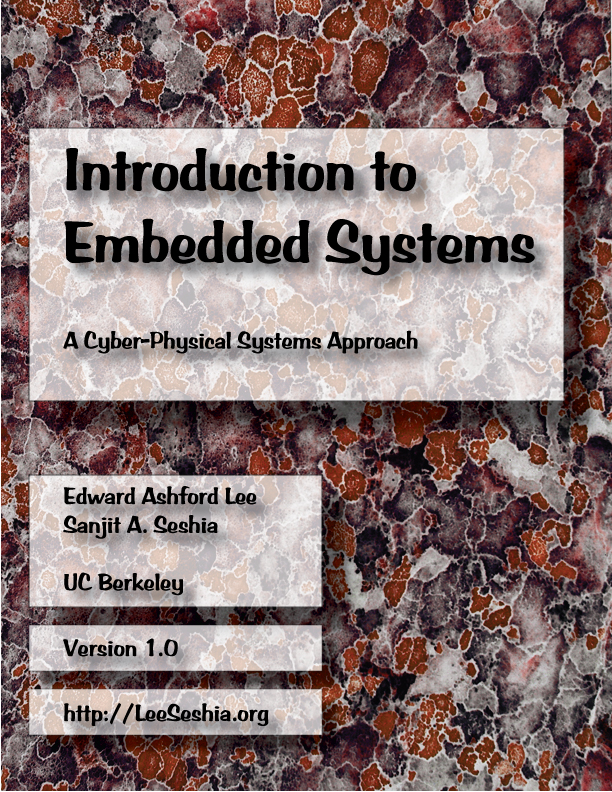 Introduction to
Embedded Systems
A Cyber-Physical Systems Approach
Edward Ashford Lee
Sanjit A. Seshia
UC Berkeley
Version 1.0
http://LeeSeshia.org